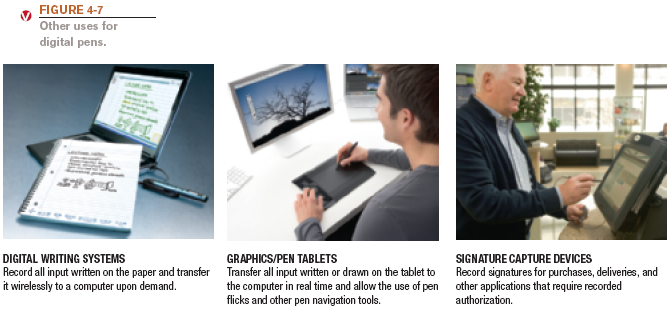 FIGURE 4-7
Other uses for
digital pens.
DIGITAL WRITING SYSTEMS
Record all input written on the paper and transfer
it wirelessly to a computer upon demand.
GRAPHICS/PEN TABLETS
Transfer all input written or drawn on the tablet to
the computer in real time and allow the use of pen
flicks and other pen navigation tools.
SIGNATURE CAPTURE DEVICES
Record signatures for purchases, deliveries, and
other applications that require recorded
authorization.